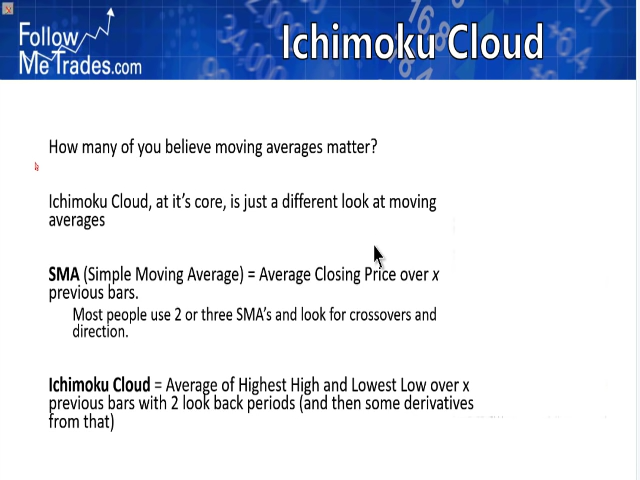 Follow
MeTrades.com
Ichimoku Cloud
How many of you believe moving averages matter?
Ichimoku Cloud, at it's core, is just a different look at moving
averages
SMA (Simple Moving Average) = Average Closing Price over x
previous bars.
Most people use 2 or three SMA's and look for crossovers and
direction.
Ichimoku Cloud = Average of Highest High and Lowest Low over x
previous bars with 2 look back periods (and then some derivatives
from that)